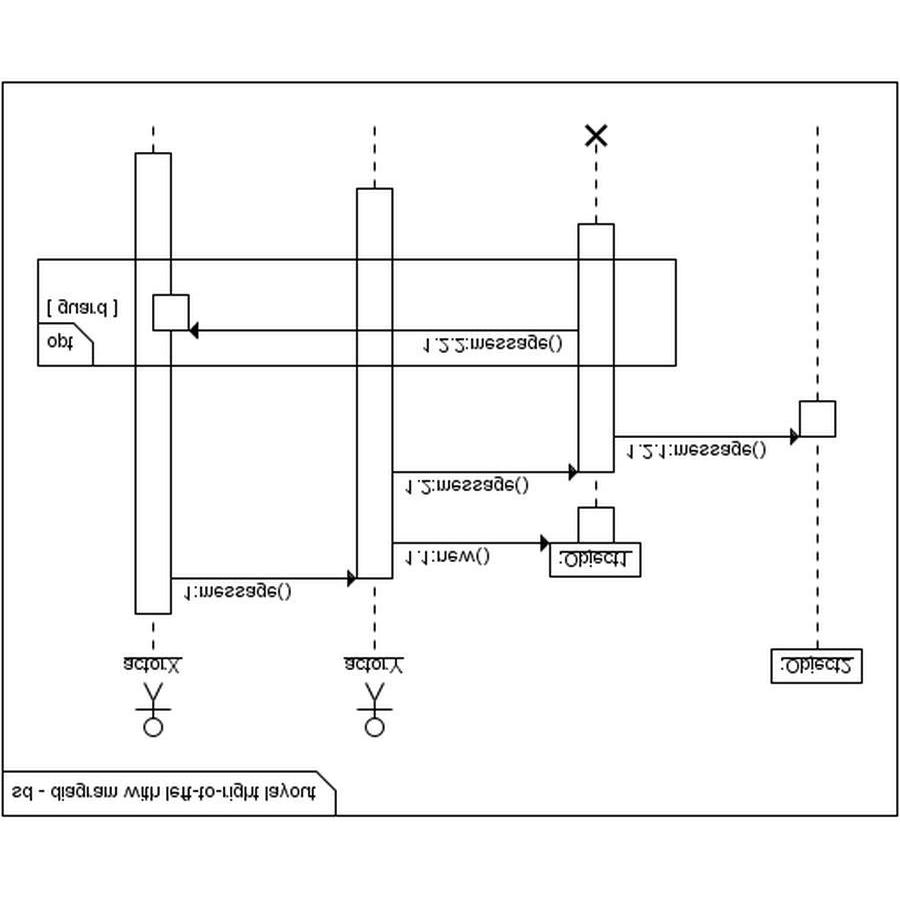 sd - diagram with left-to-right layout
actorX
actorY
:Object2
1:message()
1.1:new()
:Object1
1.2:message()
1.2.1:message()
opt
1.2.2:message()
[ guard ]